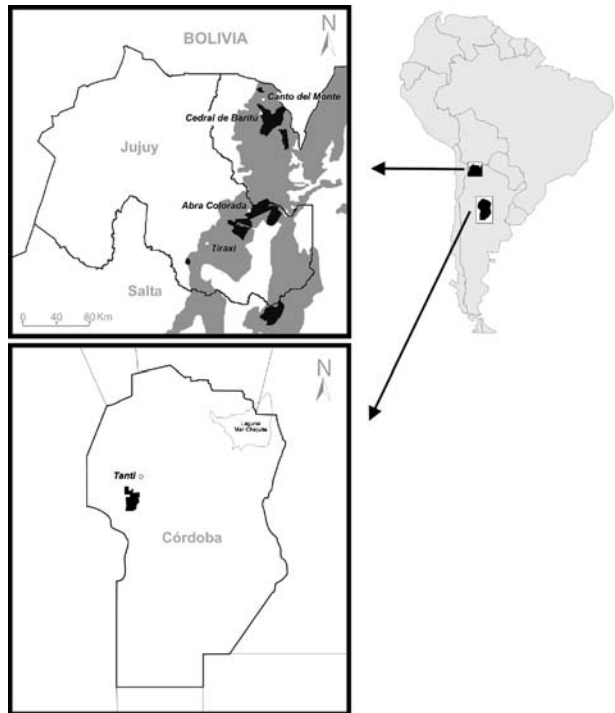 BOLIVIA
N
Canto del Monte
Cedral de Baritú
Jujuy
Abra Colorada
Tiraxi
Salta
0 40 80 Km
N
Laguna
Mar Chiquita
Tanti
Córdoba